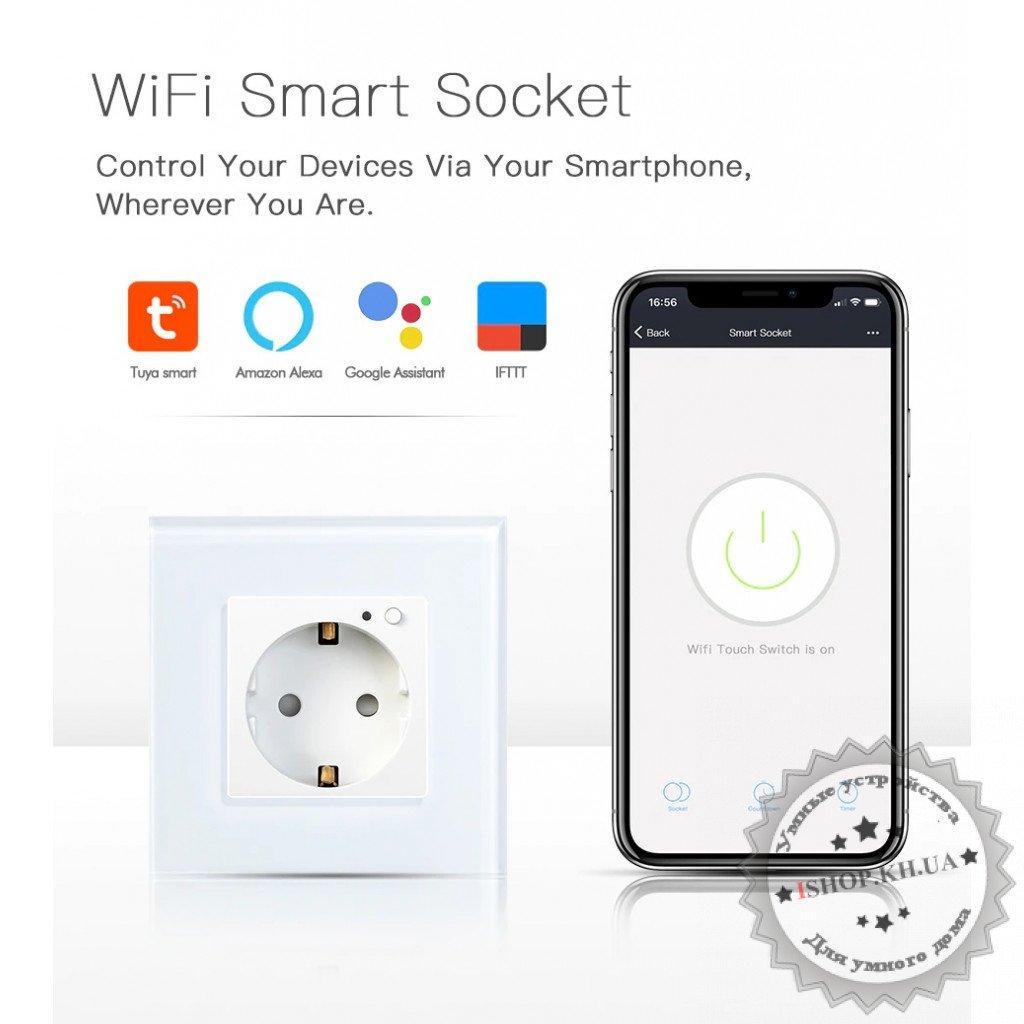 WiFi Smart Socket
Control Your Devices Via Your Smartphone,
Wherever You Are.
Tuya smart
Amazon Alexa
Google Assistant
IFTTT
16:56
Back
Smart Socket
Wifi Touch Switch is on
Socket
Countdown
Timer
Умные устройства
ISHOP.KH.UA
Для умного дома